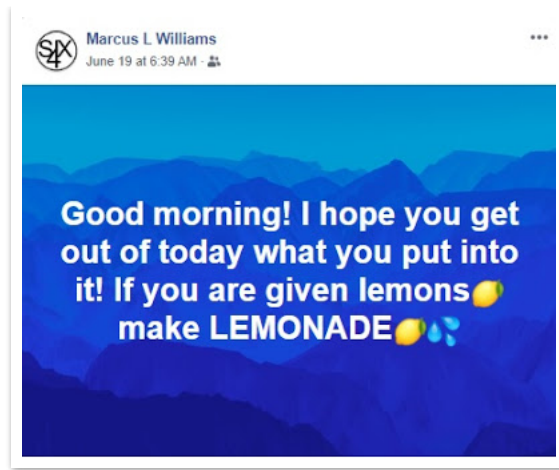 S4X
Marcus L Williams
June 19 at 6:39 AM ·
Good morning! I hope you get
out of today what you put into
it! If you are given lemons🍋
make LEMONADE🍋💦